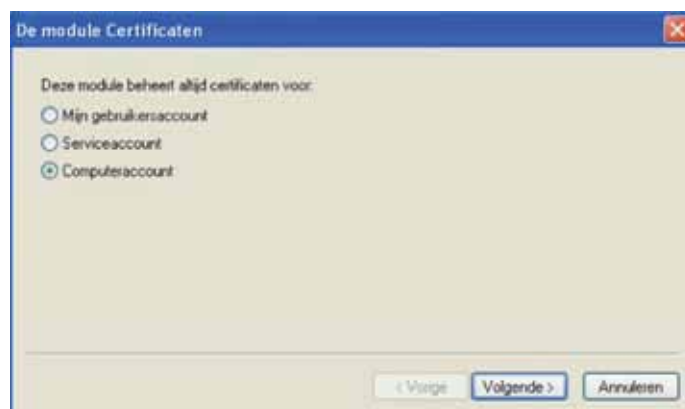 De module Certificaten
Deze module beheert altijd certificaten voor:
Mijn gebruikersaccount
Serviceaccount
Computeraccount
< Vorige
Volgende >
Annuleren